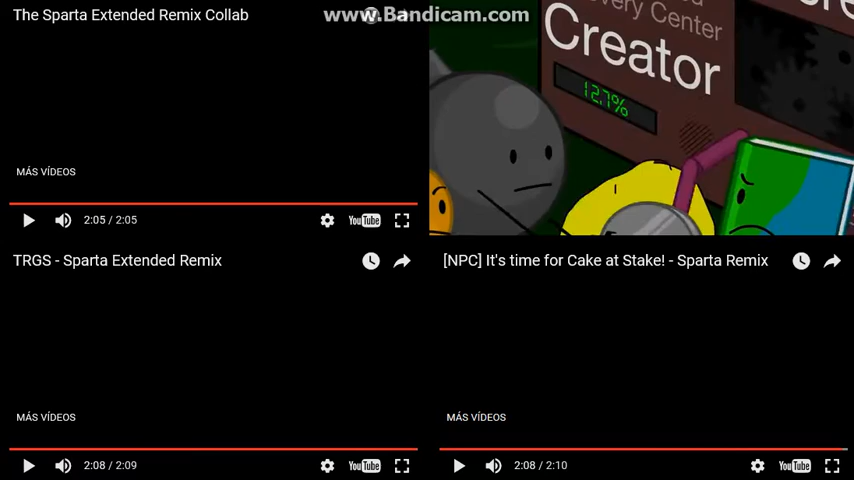 The Sparta Extended Remix Collab
www.Bandicam.com
MÁS VÍDEOS
2:05 / 2:05
YouTube
very Center
Creator
12.7%
TRGS - Sparta Extended Remix
[NPC] It's time for Cake at Stake! - Sparta Remix
MÁS VÍDEOS
MÁS VÍDEOS
2:08 / 2:09
YouTube
2:08 / 2:10
YouTube